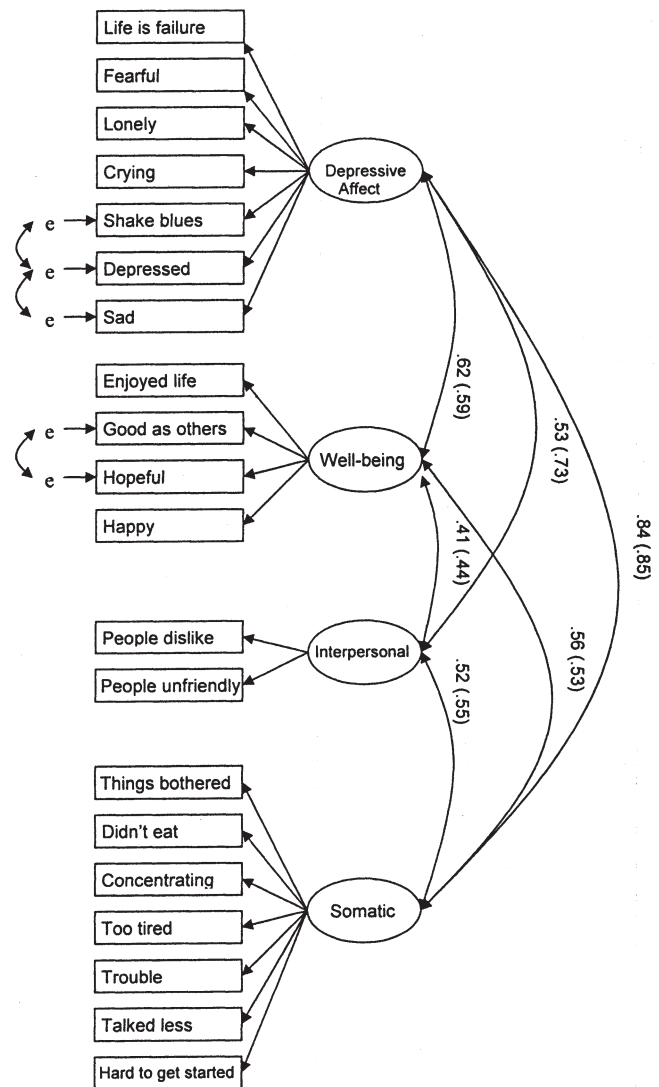 Life is failure
Fearful
Lonely
Crying
Depressive
Affect
e
Shake blues
e
Depressed
e
Sad
.62 (.59)
.53 (.73)
.84 (.85)
Enjoyed life
e
Good as others
Well-being
e
Hopeful
Happy
.41 (.44)
.56 (.53)
People dislike
Interpersonal
People unfriendly
.52 (.55)
Things bothered
Didn't eat
Concentrating
Too tired
Somatic
Trouble
Talked less
Hard to get started